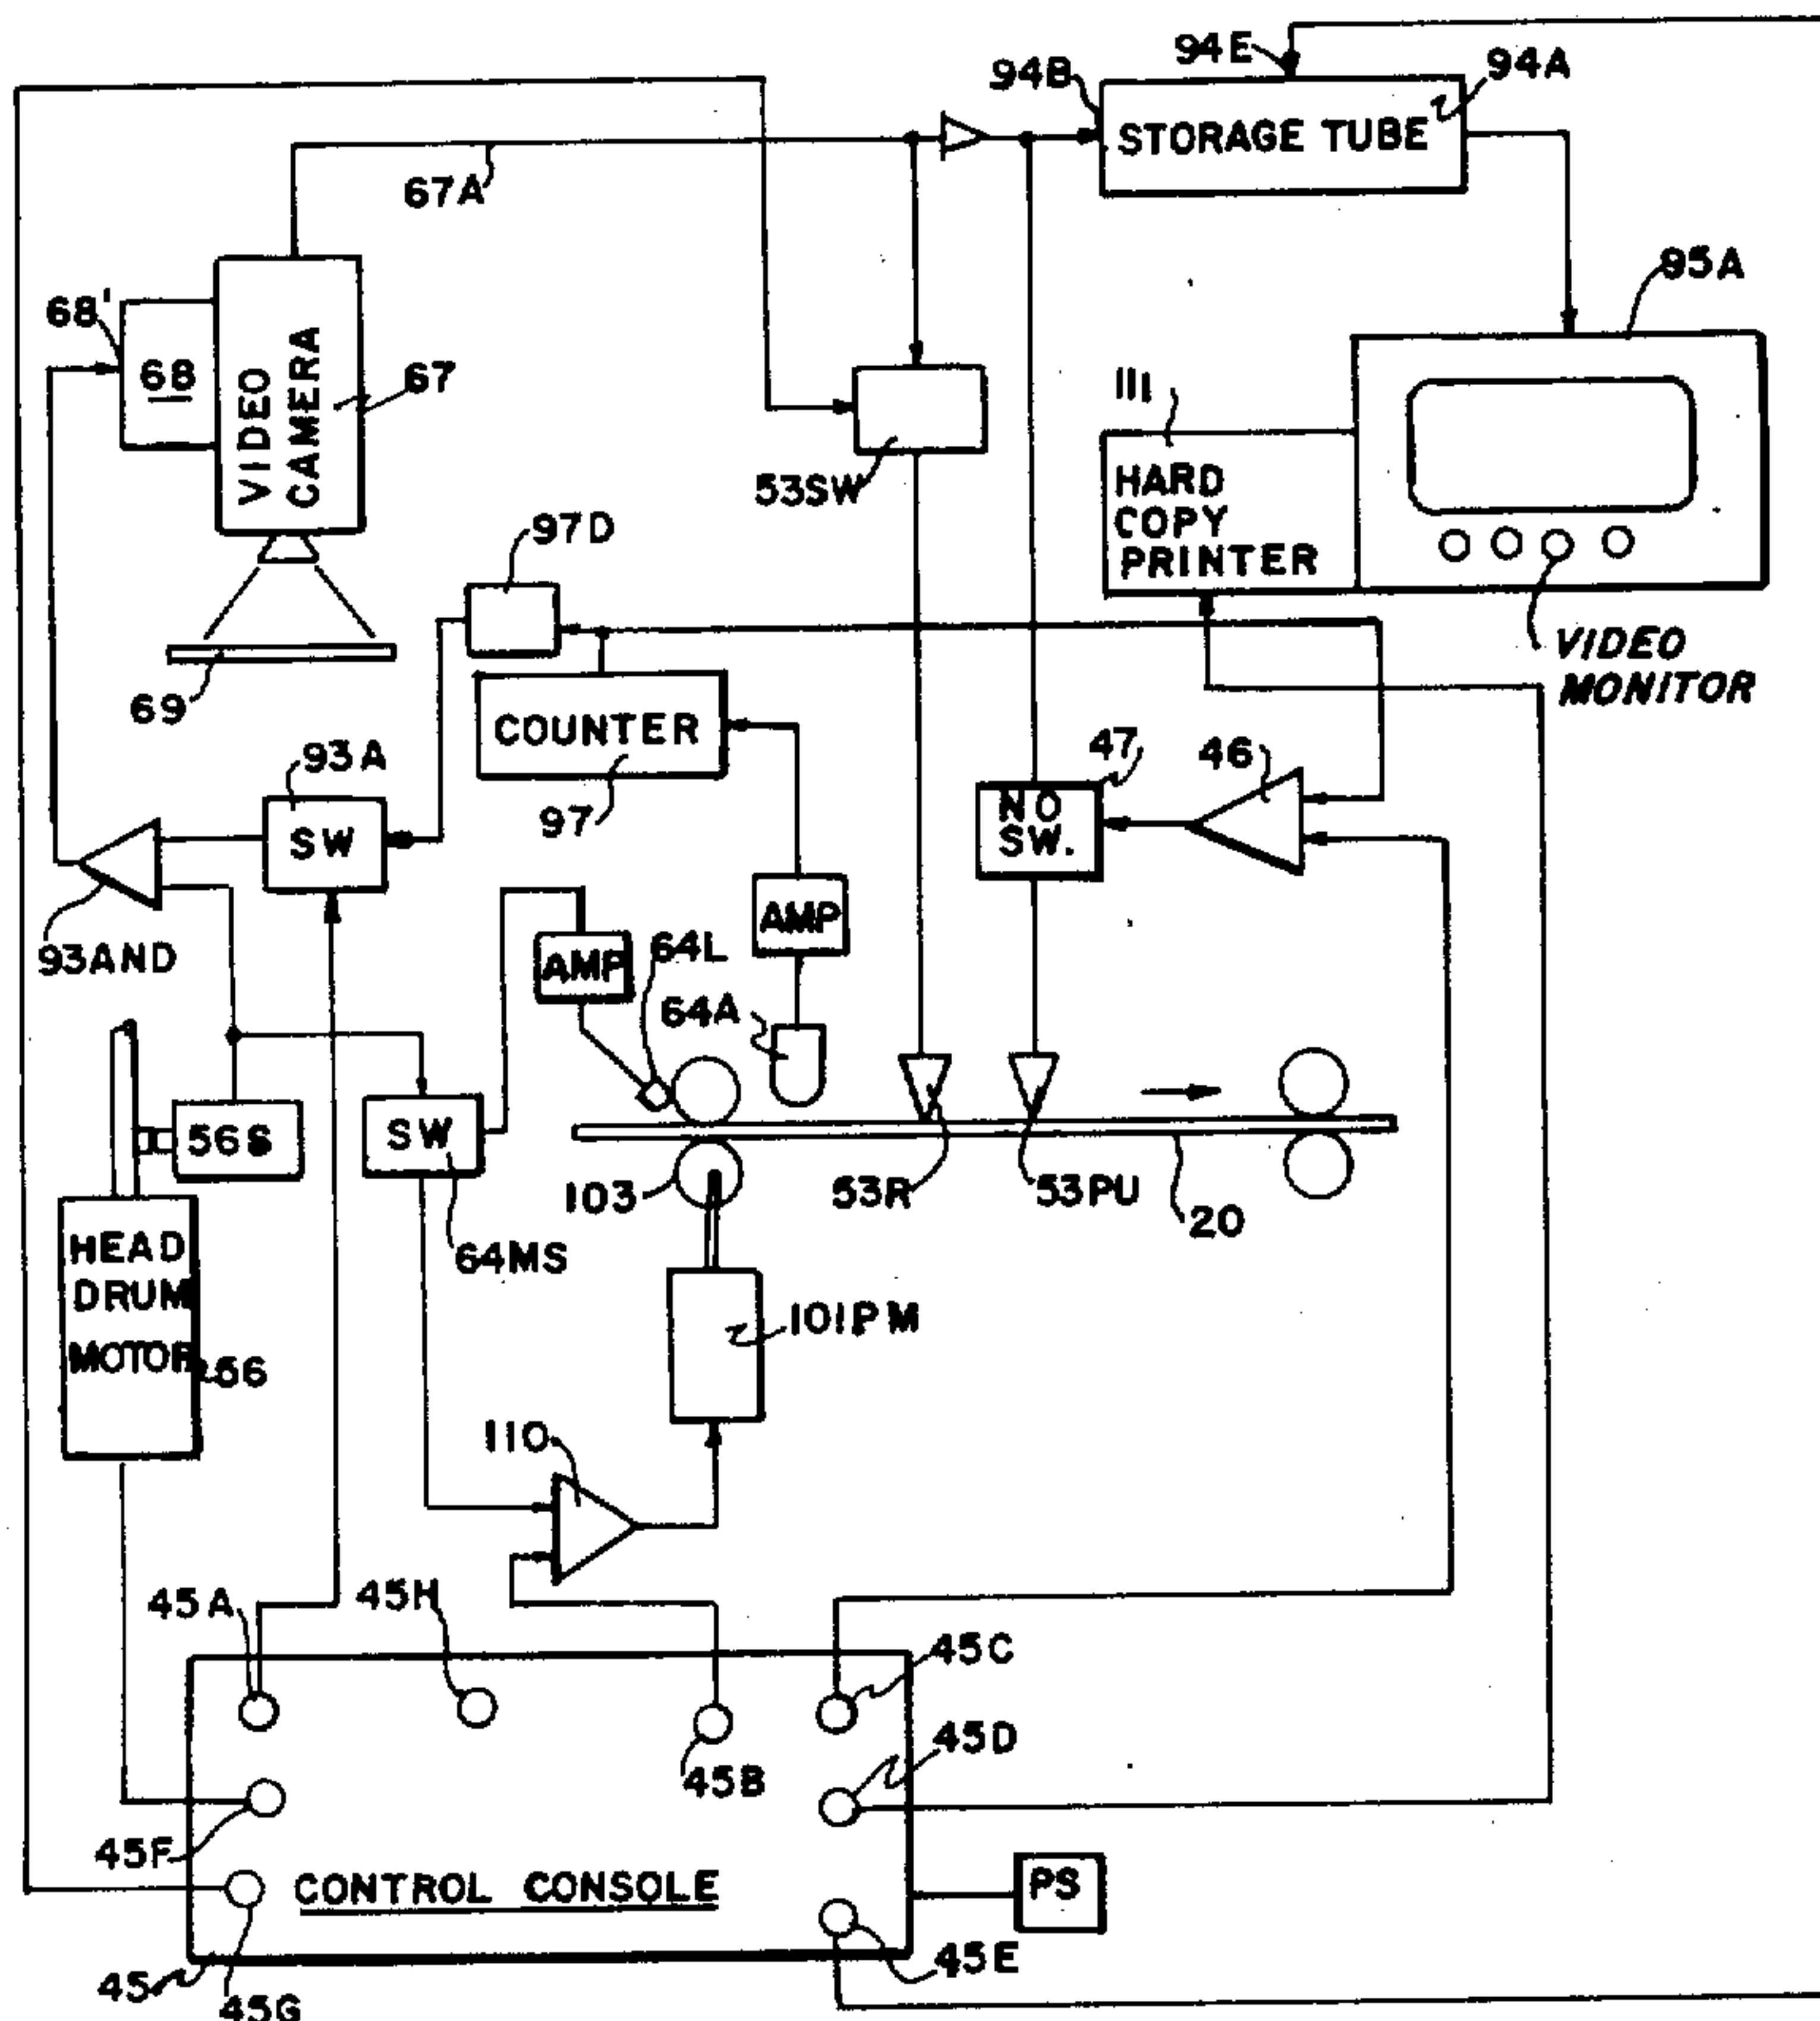 94E
94A
94B
STORAGE TUBE
67A
95A
68'
68
VIDEO
CAMERA
67
111
53SW
HARD
COPY
PRINTER
97D
VIDEO
MONITOR
69
COUNTER
97
93A
SW
47
46
NO
SW.
93AND
AMP
64L
AMP
64A
56S
SW
103
53R
53PU
20
64MS
HEAD
DRUM
MOTOR
56
101PM
110
45A
45H
45C
45B
45D
45F
CONTROL CONSOLE
PS
45
45G
45E